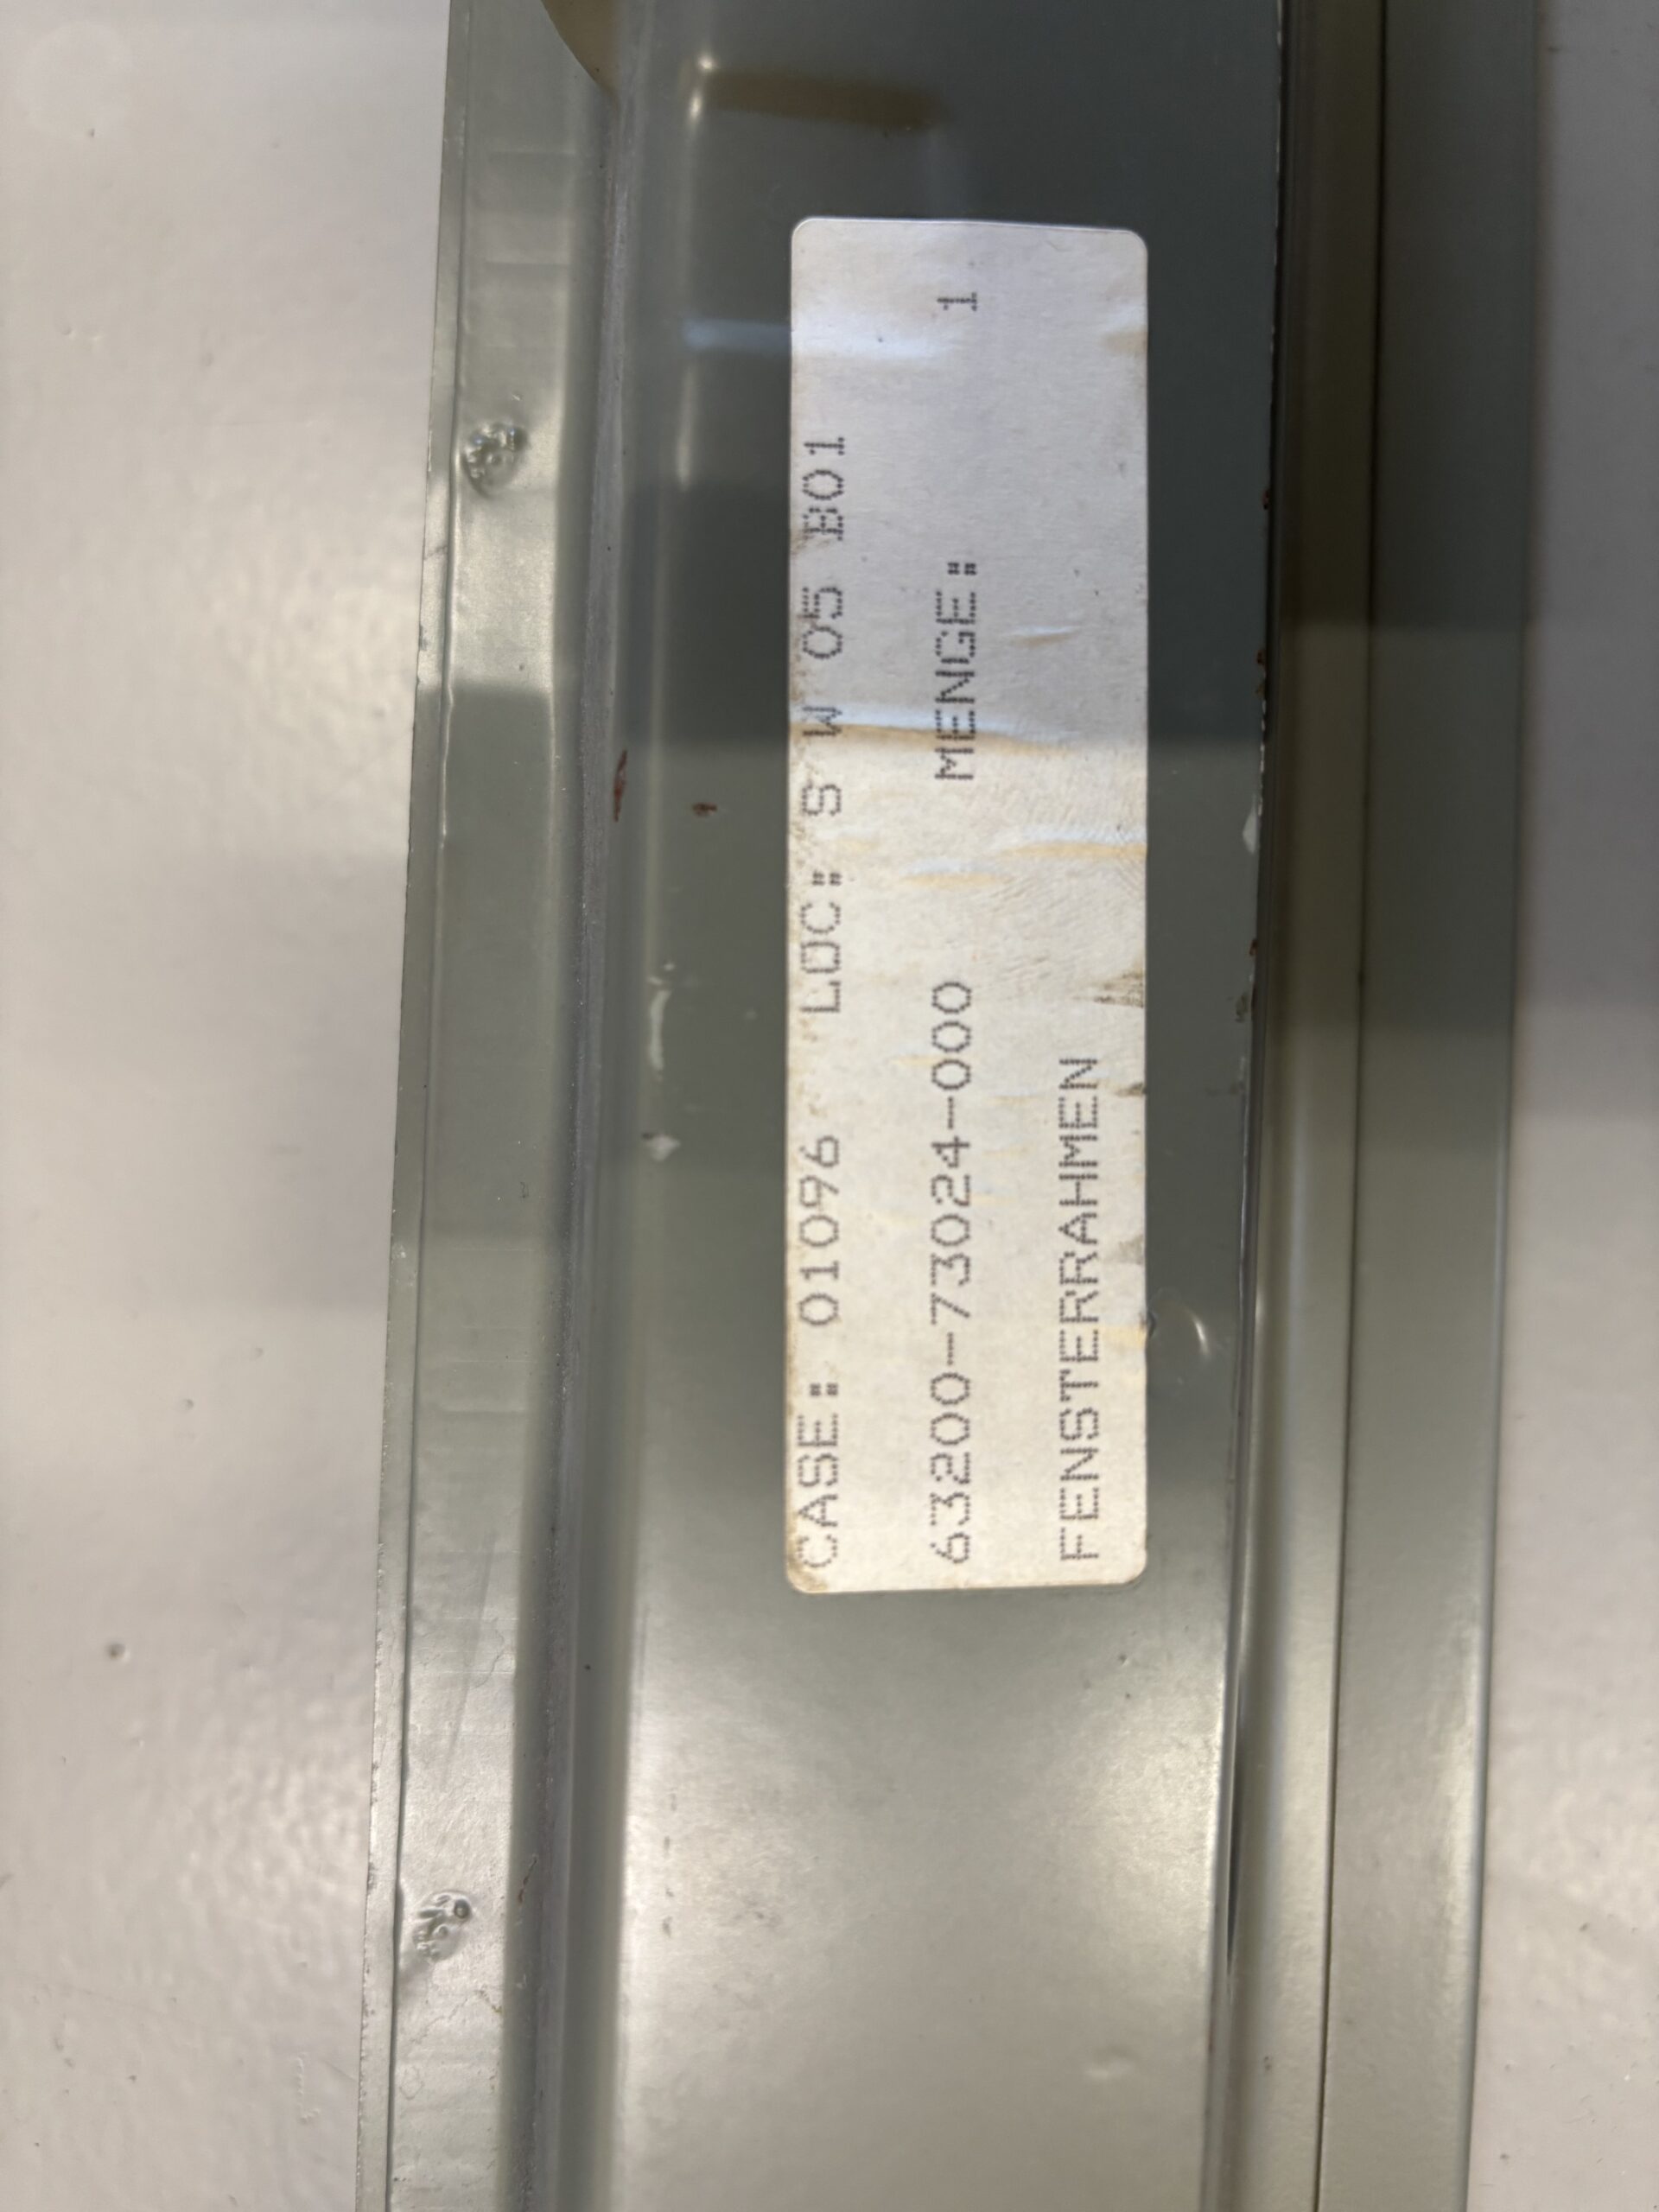 CASE: 01096 LOC: S W 05 B01
63200-73024-000 MENGE: 1
FENSTERRAHMEN